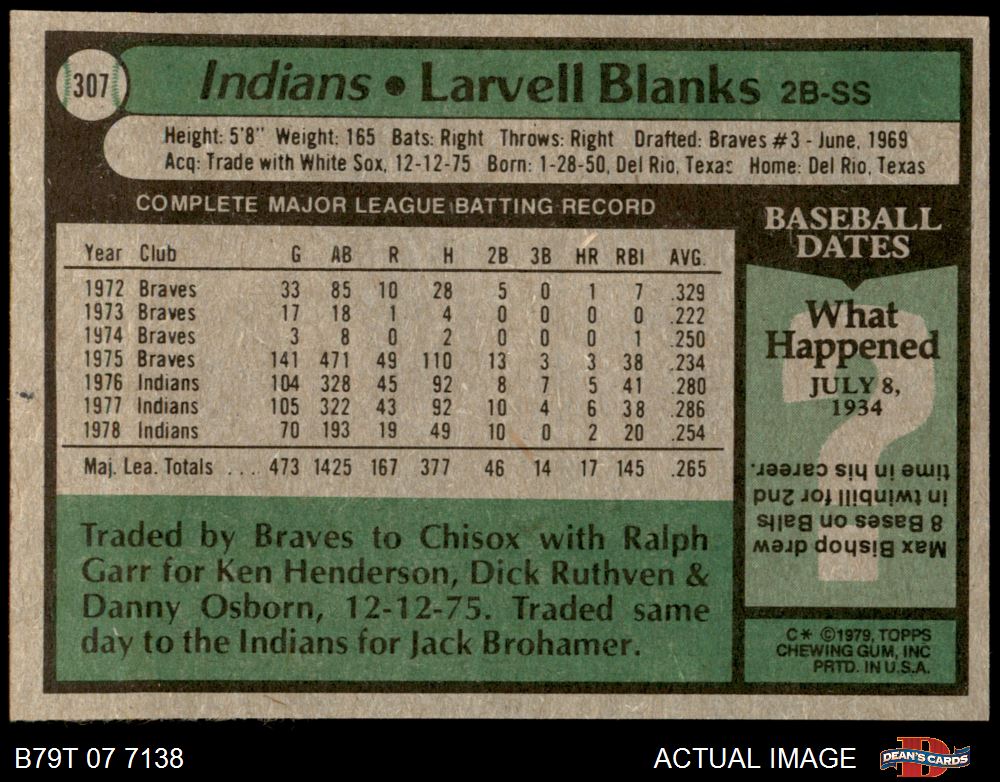 307
Indians • Larvell Blanks 2B-SS
Height: 5'8" Weight: 165 Bats: Right Throws: Right Drafted: Braves #3 - June, 1969
Acq: Trade with White Sox, 12-12-75 Born: 1-28-50, Del Rio, Texas Home: Del Rio, Texas
COMPLETE MAJOR LEAGUE BATTING RECORD
Year Club G AB R H 2B 3B HR RBI AVG.
1972 Braves 33 85 10 28 5 0 1 7 .329
1973 Braves 17 18 1 4 0 0 0 0 .222
1974 Braves 3 8 0 2 0 0 0 1 .250
1975 Braves 141 471 49 110 13 3 3 38 .234
1976 Indians 104 328 45 92 8 7 5 41 .280
1977 Indians 105 322 43 92 10 4 6 38 .286
1978 Indians 70 193 19 49 10 0 2 20 .254
Maj. Lea. Totals ... 473 1425 167 377 46 14 17 145 .265
Traded by Braves to Chisox with Ralph
Garr for Ken Henderson, Dick Ruthven &
Danny Osborn, 12-12-75. Traded same
day to the Indians for Jack Brohamer.
BASEBALL
DATES
What
Happened
JULY 8,
1934
?
Max Bishop drew
8 Bases on Balls
in twinbill for 2nd
time in his career.
C* ©1979, TOPPS
CHEWING GUM, INC
PRTD. IN U.S.A.
B79T 07 7138
ACTUAL IMAGE
D
DEAN'S CARDS